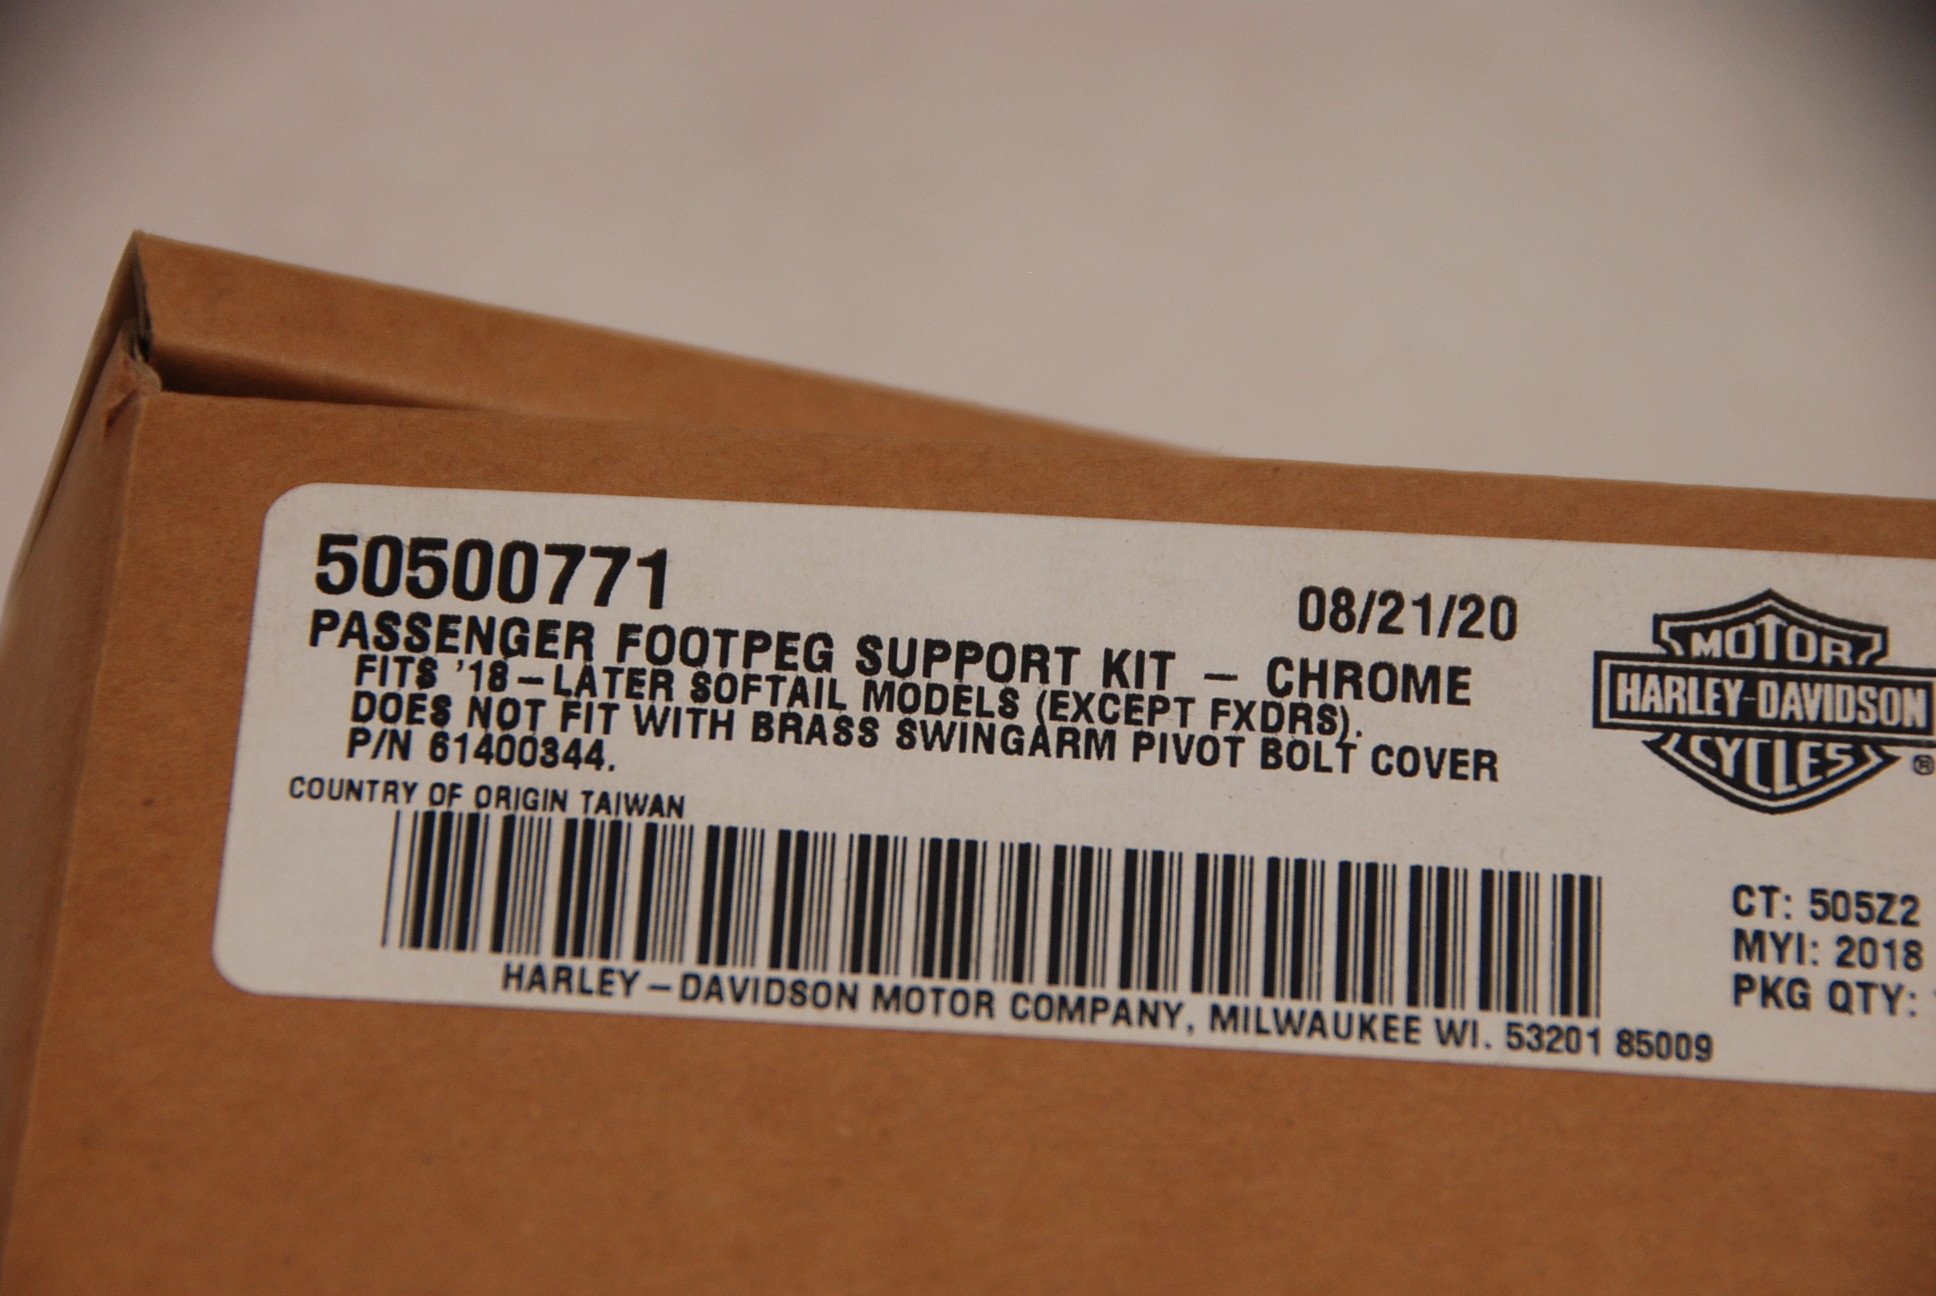 50500771
08/21/20
PASSENGER FOOTPEG SUPPORT KIT – CHROME
FITS '18–LATER SOFTAIL MODELS (EXCEPT FXDRS).
DOES NOT FIT WITH BRASS SWINGARM PIVOT BOLT COVER
P/N 61400344.
COUNTRY OF ORIGIN TAIWAN
HARLEY–DAVIDSON MOTOR COMPANY, MILWAUKEE WI. 53201 85009
MOTOR
HARLEY-DAVIDSON
CYCLES ®
CT: 505Z2
MYI: 2018
PKG QTY: